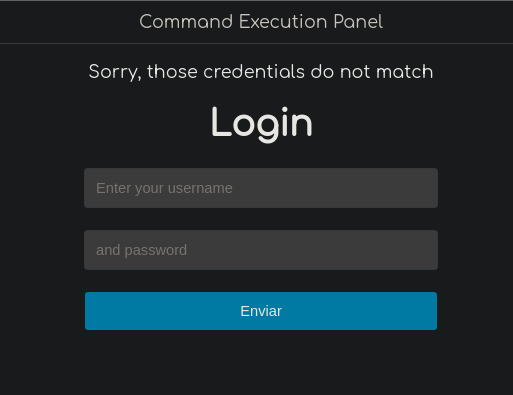 Command Execution Panel
Sorry, those credentials do not match
Login
Enter your username
and password
Enviar